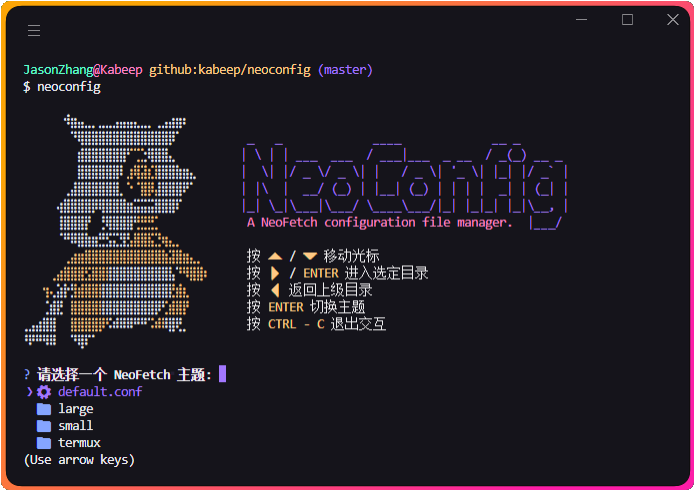 JasonZhang@Kabeep github:kabeep/neoconfig (master)
$ neoconfig
NeoConfig
A NeoFetch configuration file manager.
按 ▲ / ▼ 移动光标
按 ▶ / ENTER 进入选定目录
按 ◀ 返回上级目录
按 ENTER 切换主题
按 CTRL - C 退出交互
? 请选择一个 NeoFetch 主题:
❯ default.conf
large
small
termux
(Use arrow keys)